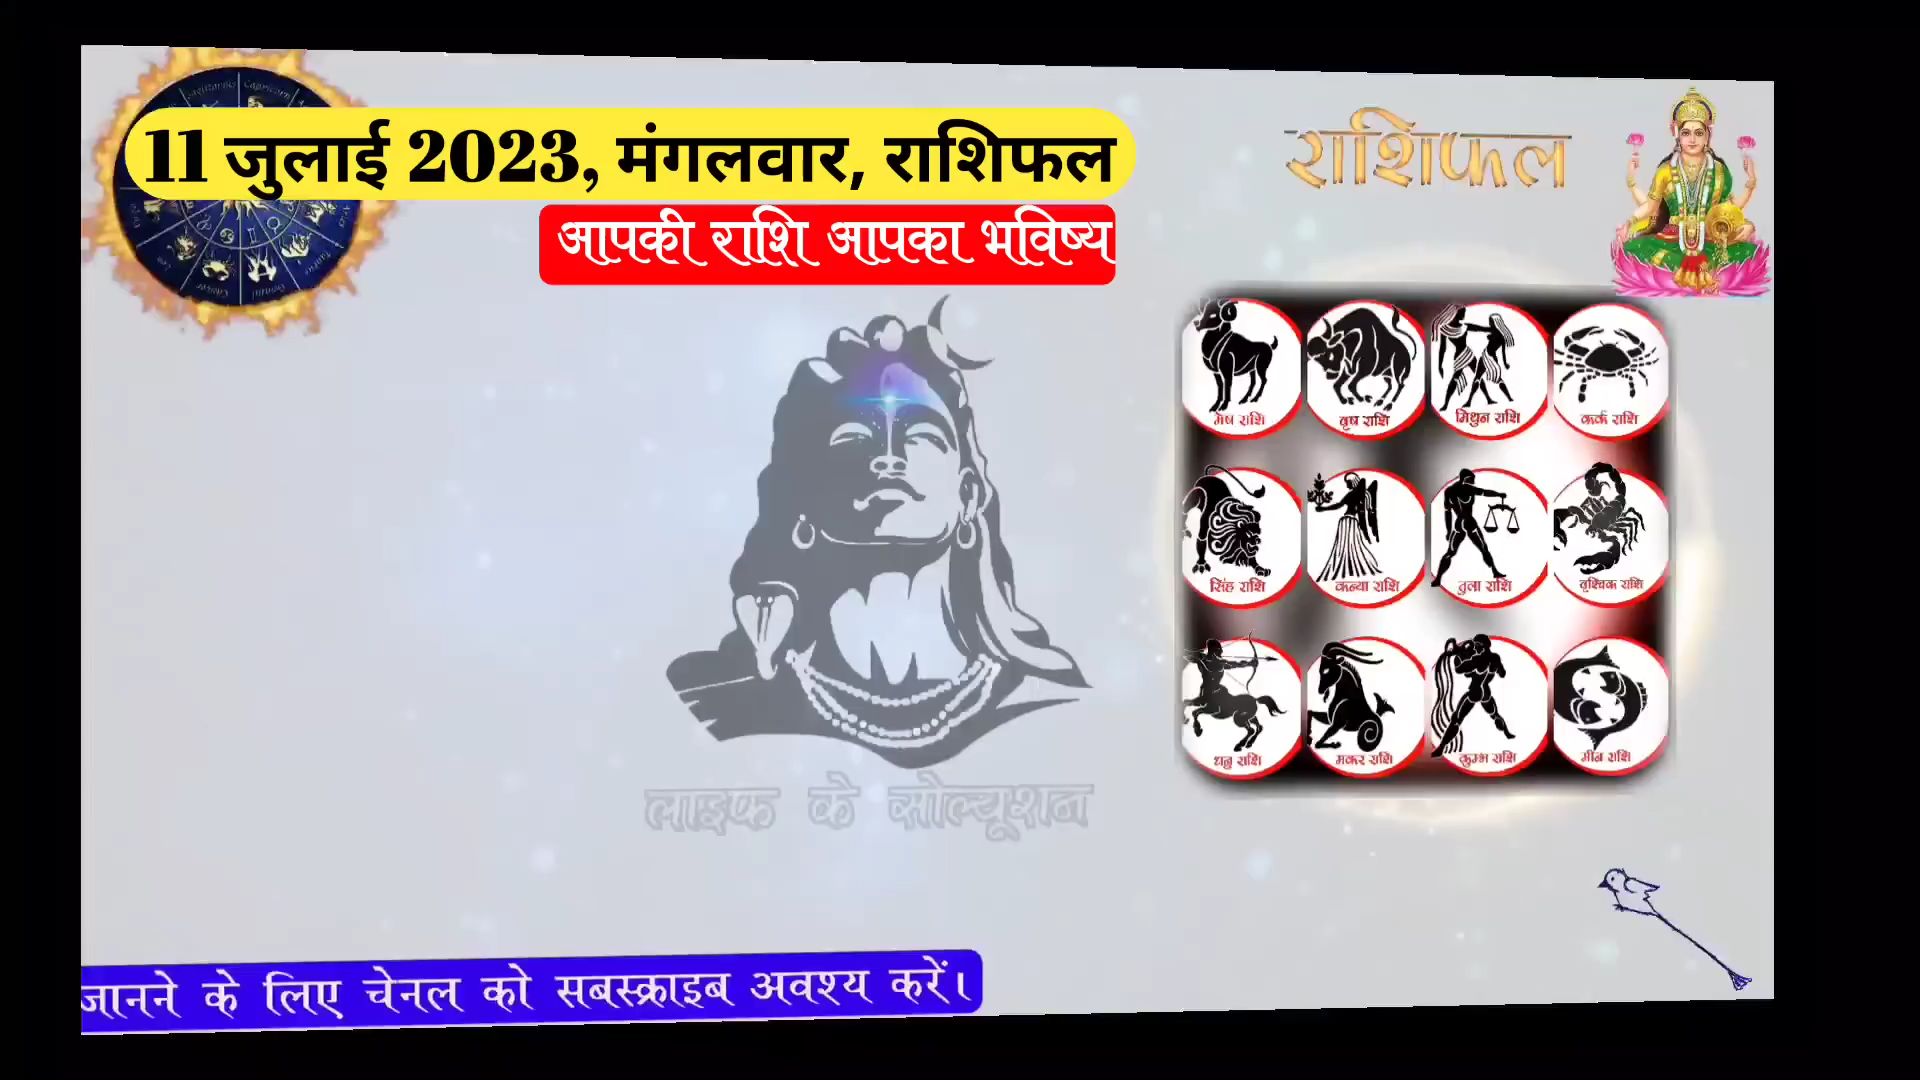 11 जुलाई 2023, मंगलवार, राशिफल
राशिफल
आपकी राशि आपका भविष्य
मेष राशि
वृष राशि
मिथुन राशि
कर्क राशि
सिंह राशि
कन्या राशि
तुला राशि
वृश्चिक राशि
धनु राशि
मकर राशि
कुम्भ राशि
मीन राशि
लाइफ के सोल्यूशन
जानने के लिए चेनल को सबस्क्राइब अवश्य करें।